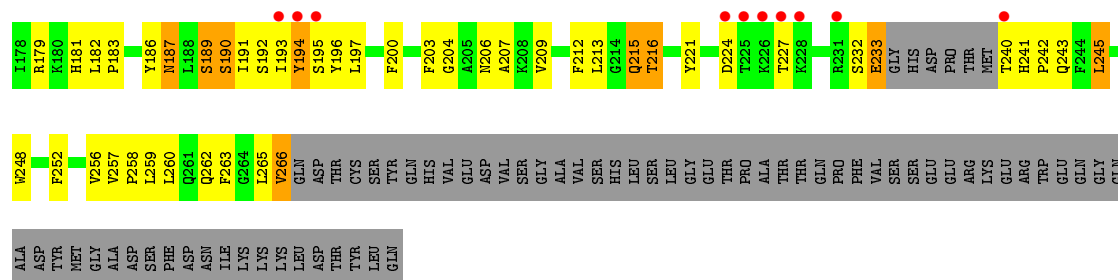 I178 R179 K180 H181 L182 P183 Y186 N187 L188 S189 S190 I191 S192 I193 Y194 S195 Y196 L197 F200 F203 G204 A205 N206 A207 K208 V209 F212 L213 G214 Q215 T216 Y221 D224 T225 K226 T227 K228 R231 S232 E233 GLY HIS ASP PRO THR MET T240 H241 P242 Q243 F244 L245
W248 F252 V256 V257 P258 L259 L260 Q261 Q262 F263 G264 L265 V266 GLN ASP THR CYS SER TYR GLN HIS VAL GLU ASP VAL SER GLY ALA VAL SER HIS LEU SER LEU GLY GLU THR PRO ALA THR THR GLN PRO PHE VAL SER SER GLU GLU ARG LYS GLU ARG TRP GLU GLN GLY GLN
ALA ASP TYR MET GLY ALA ASP SER PHE ASP ASN ILE LYS LYS LYS LEU ASP THR TYR LEU GLN